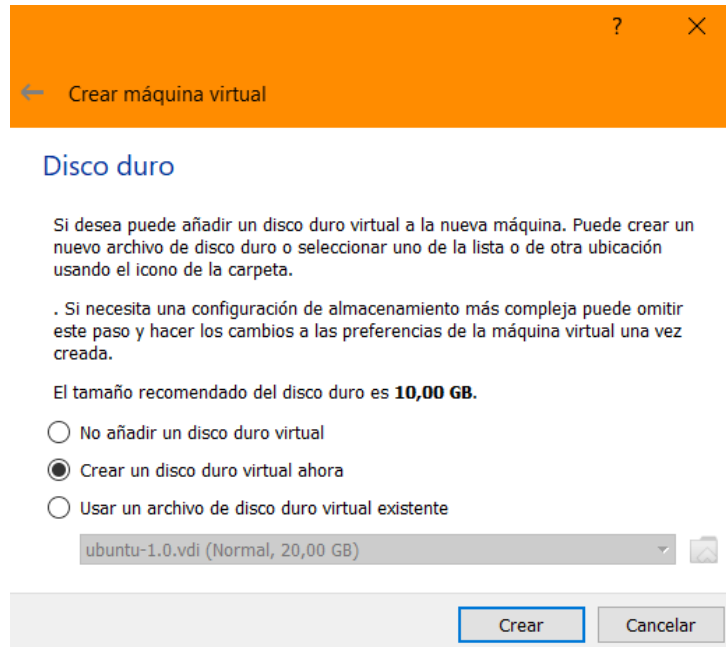 ?
Crear máquina virtual
Disco duro
Si desea puede añadir un disco duro virtual a la nueva máquina. Puede crear un
nuevo archivo de disco duro o seleccionar uno de la lista o de otra ubicación
usando el icono de la carpeta.
. Si necesita una configuración de almacenamiento más compleja puede omitir
este paso y hacer los cambios a las preferencias de la máquina virtual una vez
creada.
El tamaño recomendado del disco duro es 10,00 GB.
No añadir un disco duro virtual
Crear un disco duro virtual ahora
Usar un archivo de disco duro virtual existente
ubuntu-1.0.vdi (Normal, 20,00 GB)
Crear Cancelar